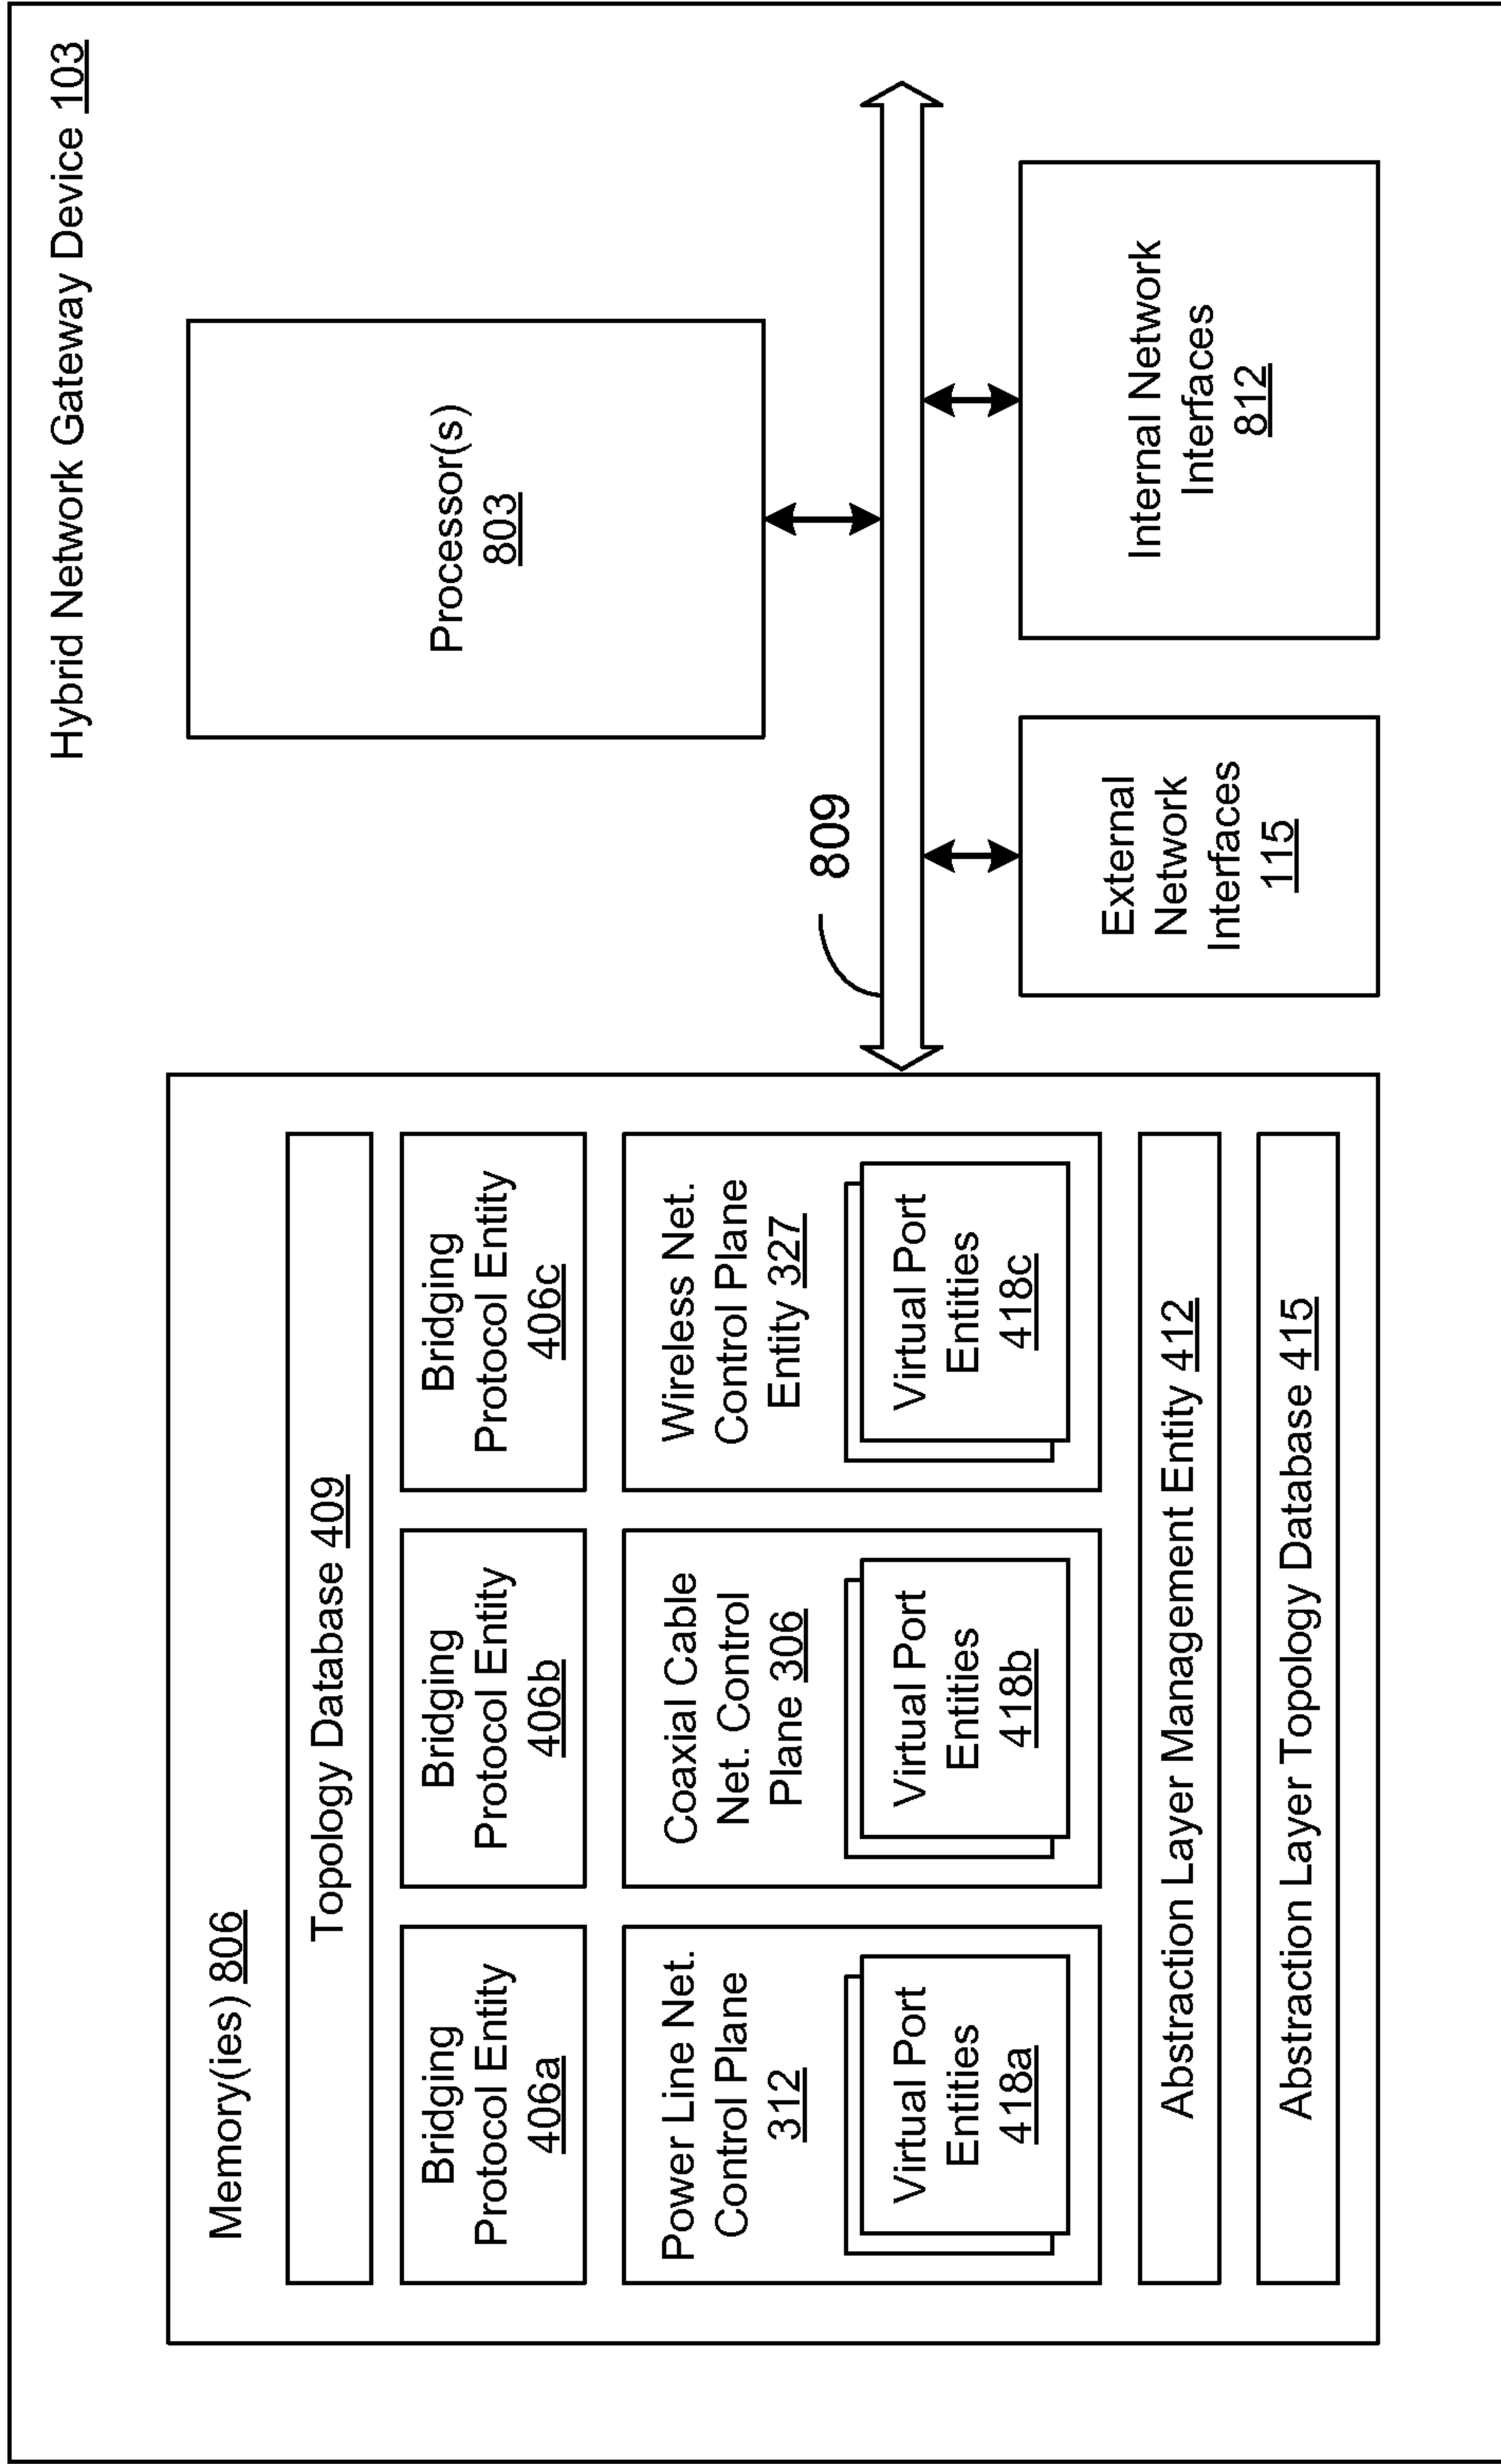 Hybrid Network Gateway Device 103
Memory(ies) 806
Topology Database 409
Bridging
Protocol Entity
406a
Bridging
Protocol Entity
406b
Bridging
Protocol Entity
406c
Power Line Net.
Control Plane
312
Virtual Port
Entities
418a
Coaxial Cable
Net. Control
Plane 306
Virtual Port
Entities
418b
Wireless Net.
Control Plane
Entity 327
Virtual Port
Entities
418c
Abstraction Layer Management Entity 412
Abstraction Layer Topology Database 415
Processor(s)
803
809
External
Network
Interfaces
115
Internal Network
Interfaces
812